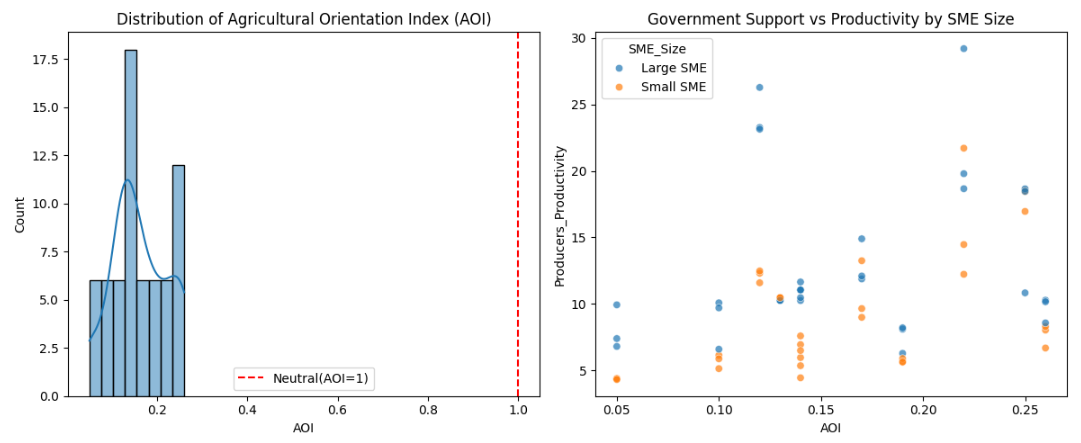 Distribution of Agricultural Orientation Index (AOI)
Count
17.5
15.0
12.5
10.0
7.5
5.0
2.5
0.0
0.2
0.4
0.6
0.8
1.0
AOI
Neutral(AOI=1)
Government Support vs Productivity by SME Size
SME_Size
Large SME
Small SME
Producers_Productivity
30
25
20
15
10
5
0.05
0.10
0.15
0.20
0.25
AOI